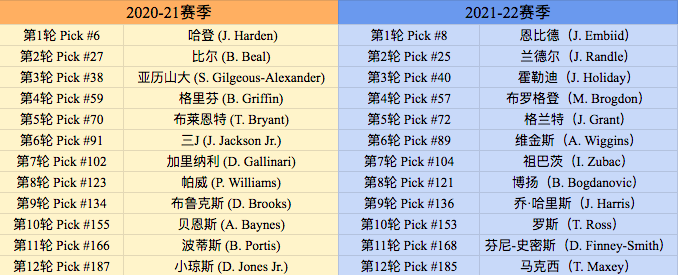 2020-21赛季 2021-22赛季
第1轮 Pick #6 哈登 (J. Harden) 第1轮 Pick #8 恩比德（J. Embiid)
第2轮 Pick #27 比尔 (B. Beal) 第2轮 Pick #25 兰德尔（J. Randle)
第3轮 Pick #38 亚历山大 (S. Gilgeous-Alexander) 第3轮 Pick #40 霍勒迪（J. Holiday)
第4轮 Pick #59 格里芬 (B. Griffin) 第4轮 Pick #57 布罗格登（M. Brogdon)
第5轮 Pick #70 布莱恩特 (T. Bryant) 第5轮 Pick #72 格兰特（J. Grant)
第6轮 Pick #91 三J (J. Jackson Jr.) 第6轮 Pick #89 维金斯（A. Wiggins)
第7轮 Pick #102 加里纳利 (D. Gallinari) 第7轮 Pick #104 祖巴茨（I. Zubac)
第8轮 Pick #123 帕威 (P. Williams) 第8轮 Pick #121 博扬（B. Bogdanovic)
第9轮 Pick #134 布鲁克斯 (D. Brooks) 第9轮 Pick #136 乔·哈里斯（J. Harris)
第10轮 Pick #155 贝恩斯 (A. Baynes) 第10轮 Pick #153 罗斯（T. Ross)
第11轮 Pick #166 波蒂斯 (B. Portis) 第11轮 Pick #168 芬尼-史密斯（D. Finney-Smith)
第12轮 Pick #187 小琼斯 (D. Jones Jr.) 第12轮 Pick #185 马克西（T. Maxey)